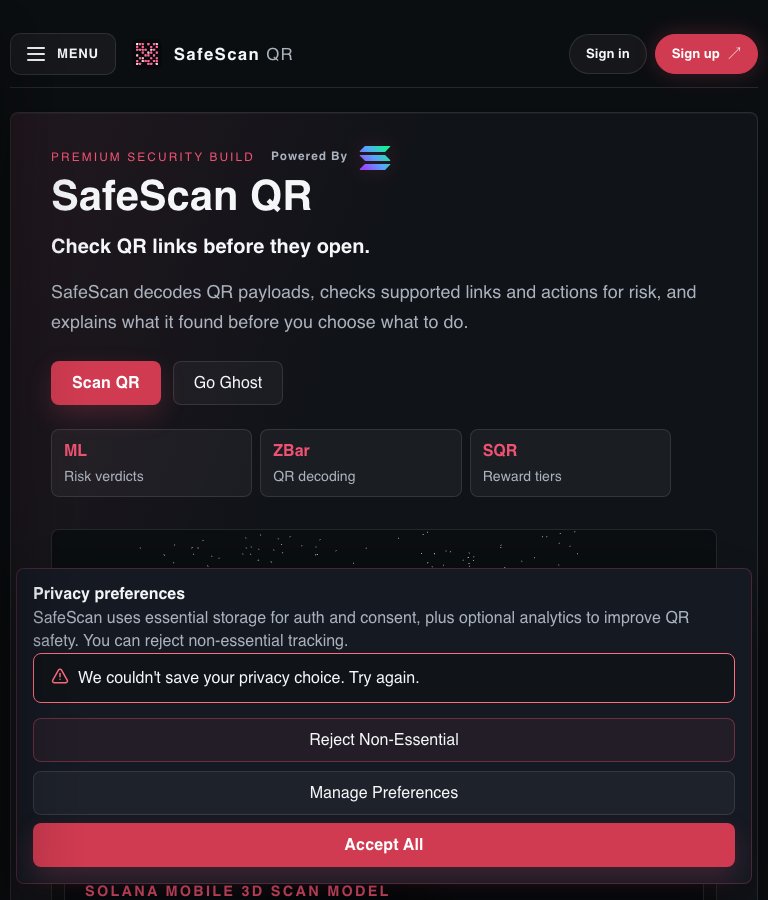 MENU
SafeScan QR
Sign in
Sign up
PREMIUM SECURITY BUILD
Powered By
SafeScan QR
Check QR links before they open.
SafeScan decodes QR payloads, checks supported links and actions for risk, and
explains what it found before you choose what to do.
Scan QR
Go Ghost
ML
Risk verdicts
ZBar
QR decoding
SQR
Reward tiers
Privacy preferences
SafeScan uses essential storage for auth and consent, plus optional analytics to improve QR
safety. You can reject non-essential tracking.
We couldn't save your privacy choice. Try again.
Reject Non-Essential
Manage Preferences
Accept All
SOLANA MOBILE 3D SCAN MODEL